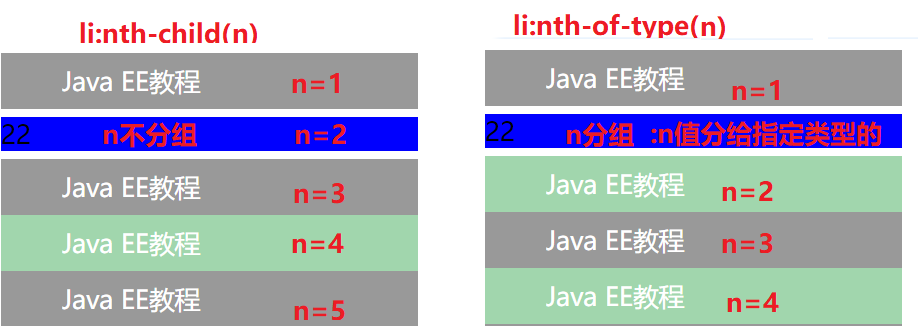 li:nth-child(n)
Java EE教程 n=1
22 n不分组 n=2
Java EE教程 n=3
Java EE教程 n=4
Java EE教程 n=5
li:nth-of-type(n)
Java EE教程 n=1
22 n分组 :n值分给指定类型的
Java EE教程 n=2
Java EE教程 n=3
Java EE教程 n=4